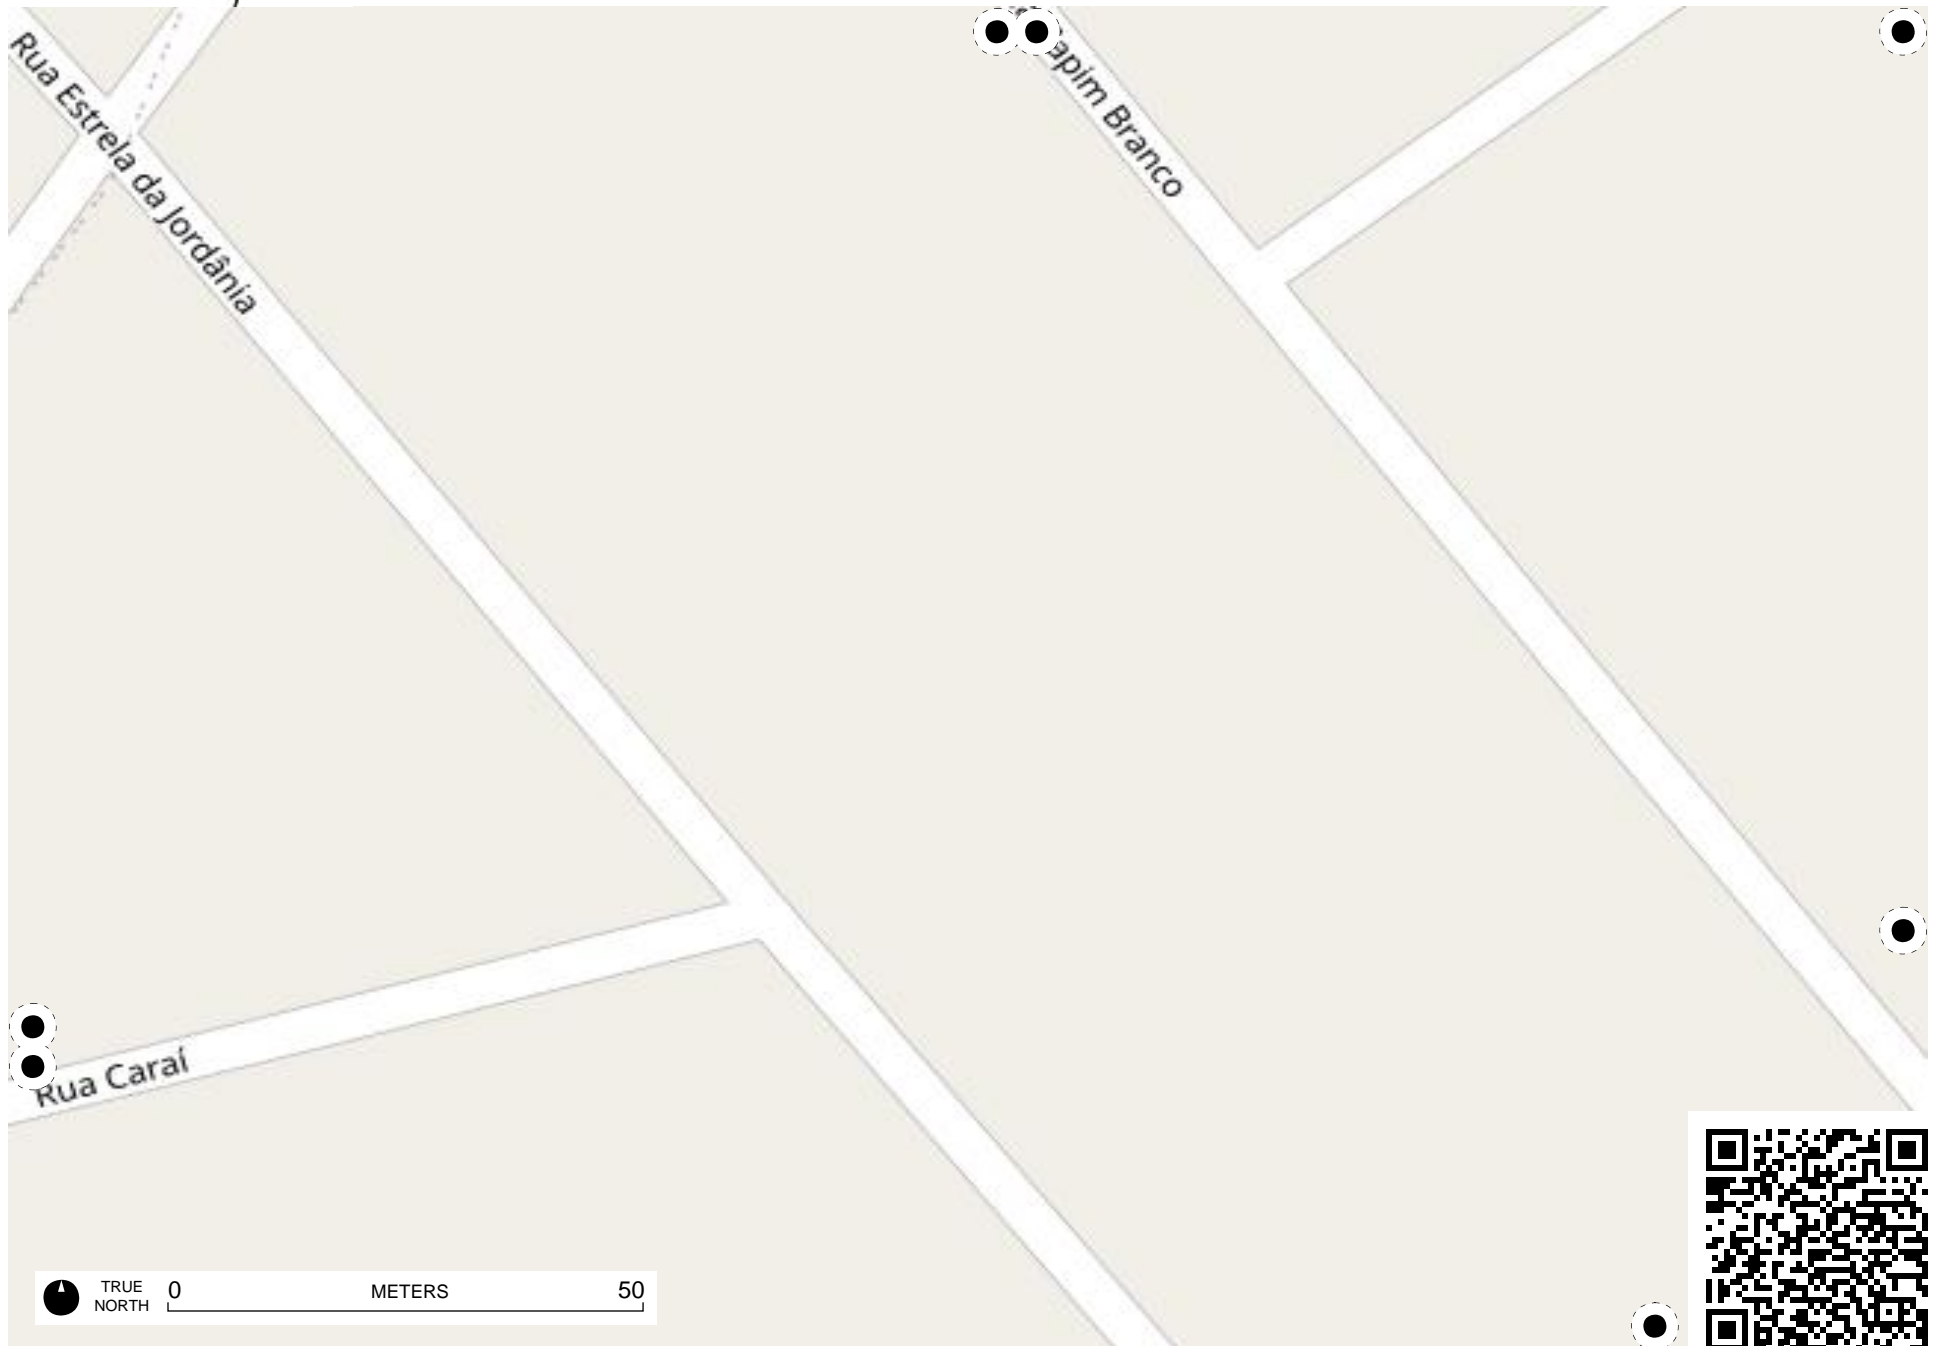 Rua Estrela da Jordânia
apim Branco
Rua Caraí
TRUE
NORTH
0 METERS 50